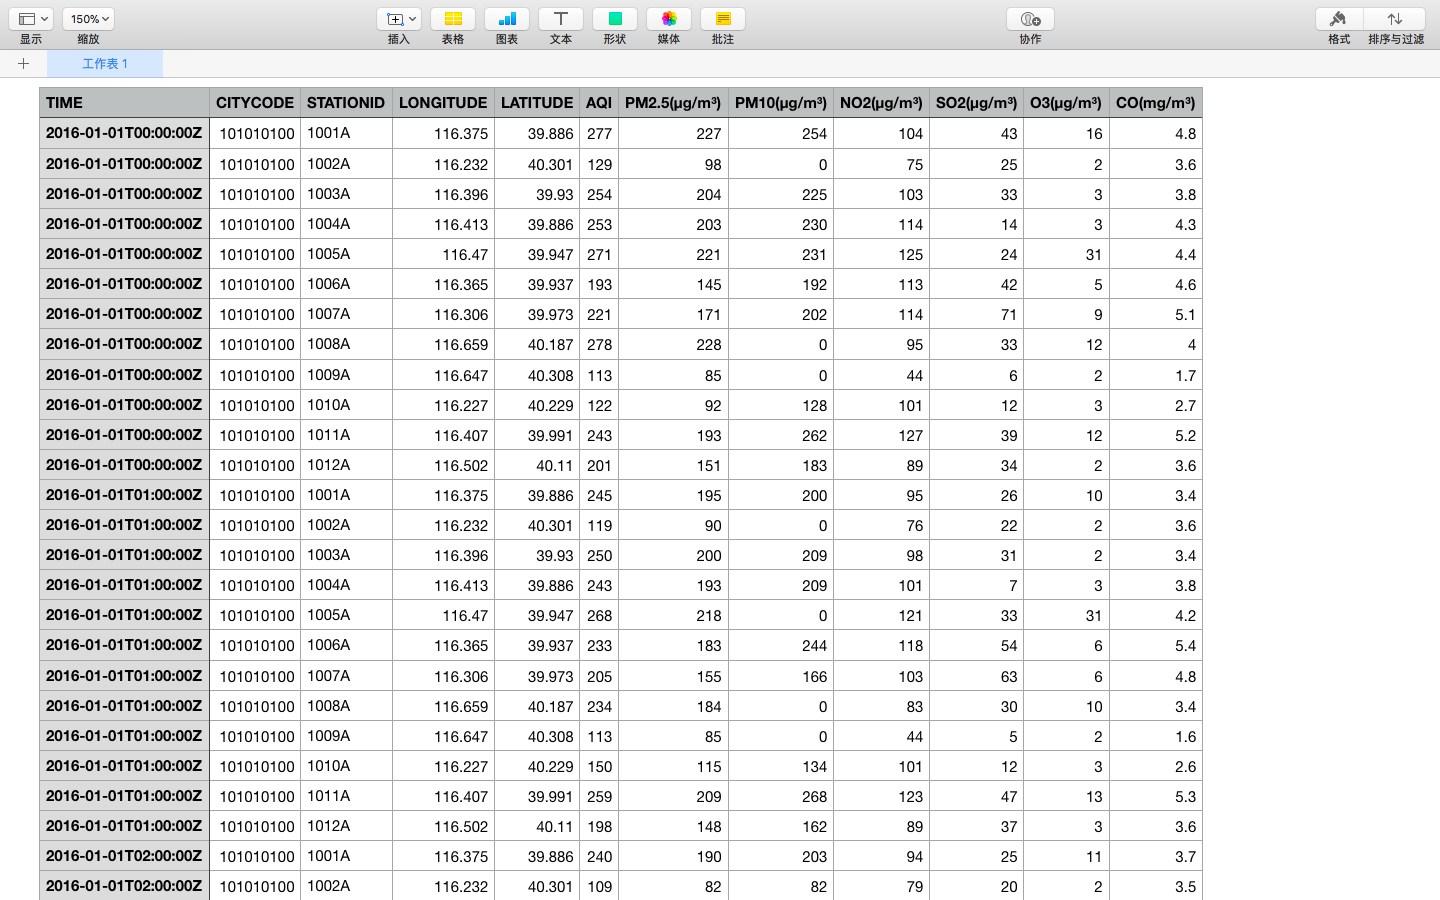 150%
显示
缩放
插入
表格
图表
文本
形状
媒体
批注
协作
格式
排序与过滤
工作表 1
TIME CITYCODE STATIONID LONGITUDE LATITUDE AQI PM2.5(μg/m³) PM10(μg/m³) NO2(μg/m³) SO2(μg/m³) O3(μg/m³) CO(mg/m³)
2016-01-01T00:00:00Z 101010100 1001A 116.375 39.886 277 227 254 104 43 16 4.8
2016-01-01T00:00:00Z 101010100 1002A 116.232 40.301 129 98 0 75 25 2 3.6
2016-01-01T00:00:00Z 101010100 1003A 116.396 39.93 254 204 225 103 33 3 3.8
2016-01-01T00:00:00Z 101010100 1004A 116.413 39.886 253 203 230 114 14 3 4.3
2016-01-01T00:00:00Z 101010100 1005A 116.47 39.947 271 221 231 125 24 31 4.4
2016-01-01T00:00:00Z 101010100 1006A 116.365 39.937 193 145 192 113 42 5 4.6
2016-01-01T00:00:00Z 101010100 1007A 116.306 39.973 221 171 202 114 71 9 5.1
2016-01-01T00:00:00Z 101010100 1008A 116.659 40.187 278 228 0 95 33 12 4
2016-01-01T00:00:00Z 101010100 1009A 116.647 40.308 113 85 0 44 6 2 1.7
2016-01-01T00:00:00Z 101010100 1010A 116.227 40.229 122 92 128 101 12 3 2.7
2016-01-01T00:00:00Z 101010100 1011A 116.407 39.991 243 193 262 127 39 12 5.2
2016-01-01T00:00:00Z 101010100 1012A 116.502 40.11 201 151 183 89 34 2 3.6
2016-01-01T01:00:00Z 101010100 1001A 116.375 39.886 245 195 200 95 26 10 3.4
2016-01-01T01:00:00Z 101010100 1002A 116.232 40.301 119 90 0 76 22 2 3.6
2016-01-01T01:00:00Z 101010100 1003A 116.396 39.93 250 200 209 98 31 2 3.4
2016-01-01T01:00:00Z 101010100 1004A 116.413 39.886 243 193 209 101 7 3 3.8
2016-01-01T01:00:00Z 101010100 1005A 116.47 39.947 268 218 0 121 33 31 4.2
2016-01-01T01:00:00Z 101010100 1006A 116.365 39.937 233 183 244 118 54 6 5.4
2016-01-01T01:00:00Z 101010100 1007A 116.306 39.973 205 155 166 103 63 6 4.8
2016-01-01T01:00:00Z 101010100 1008A 116.659 40.187 234 184 0 83 30 10 3.4
2016-01-01T01:00:00Z 101010100 1009A 116.647 40.308 113 85 0 44 5 2 1.6
2016-01-01T01:00:00Z 101010100 1010A 116.227 40.229 150 115 134 101 12 3 2.6
2016-01-01T01:00:00Z 101010100 1011A 116.407 39.991 259 209 268 123 47 13 5.3
2016-01-01T01:00:00Z 101010100 1012A 116.502 40.11 198 148 162 89 37 3 3.6
2016-01-01T02:00:00Z 101010100 1001A 116.375 39.886 240 190 203 94 25 11 3.7
2016-01-01T02:00:00Z 101010100 1002A 116.232 40.301 109 82 82 79 20 2 3.5